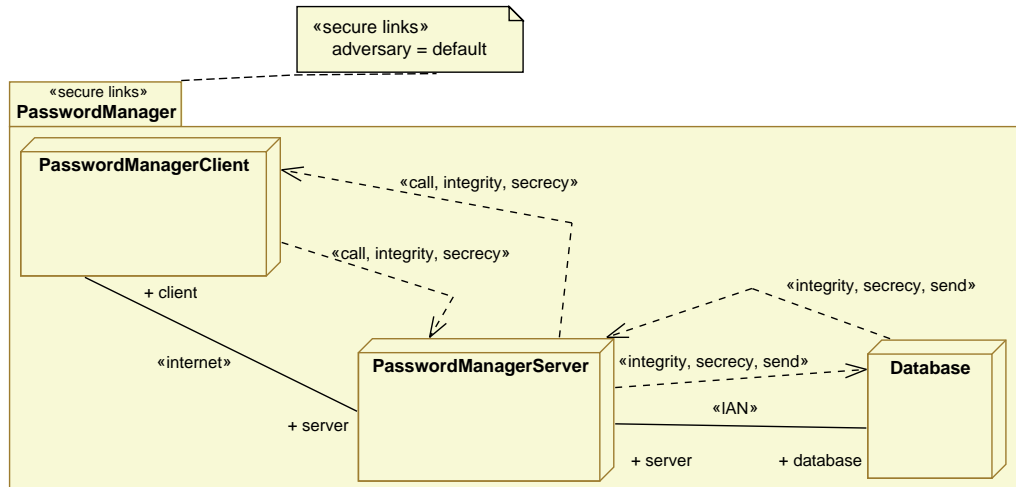 «secure links»
adversary = default
«secure links»
PasswordManager
PasswordManagerClient
«call, integrity, secrecy»
«call, integrity, secrecy»
+ client
«internet»
+ server
PasswordManagerServer
«integrity, secrecy, send»
«integrity, secrecy, send»
Database
«lAN»
+ server
+ database